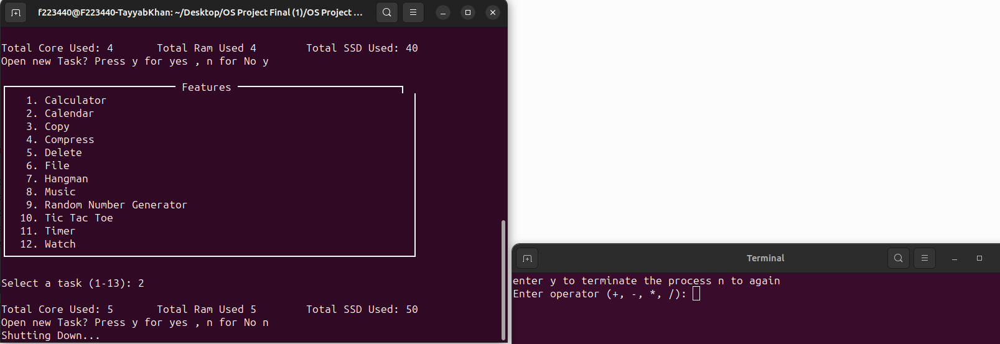 f223440@F223440-TayyabKhan: ~/Desktop/OS Project Final (1)/OS Project ...
Total Core Used: 4       Total Ram Used 4        Total SSD Used: 40
Open new Task? Press y for yes , n for No y
Features
1. Calculator
2. Calendar
3. Copy
4. Compress
5. Delete
6. File
7. Hangman
8. Music
9. Random Number Generator
10. Tic Tac Toe
11. Timer
12. Watch
Select a task (1-13): 2
Total Core Used: 5       Total Ram Used 5        Total SSD Used: 50
Open new Task? Press y for yes , n for No n
Shutting Down...
Terminal
enter y to terminate the process n to again
Enter operator (+, -, *, /):